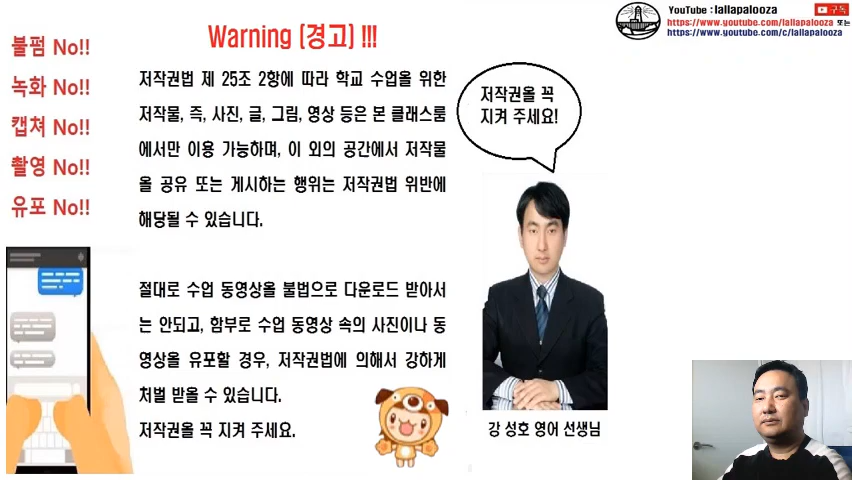 YouTube : lallapalooza
구독
https://www.youtube.com/lallapalooza 또는
https://www.youtube.com/c/lallapalooza
Warning (경고) !!!
불펌 No!!
녹화 No!!
캡쳐 No!!
촬영 No!!
유포 No!!
저작권법 제 25조 2항에 따라 학교 수업을 위한
저작물, 즉, 사진, 글, 그림, 영상 등은 본 클래스룸
에서만 이용 가능하며, 이 외의 공간에서 저작물
을 공유 또는 게시하는 행위는 저작권법 위반에
해당될 수 있습니다.
절대로 수업 동영상을 불법으로 다운로드 받아서
는 안되고, 함부로 수업 동영상 속의 사진이나 동
영상을 유포할 경우, 저작권법에 의해서 강하게
처벌 받을 수 있습니다.
저작권을 꼭 지켜 주세요.
저작권을 꼭
지켜 주세요!
강 성호 영어 선생님